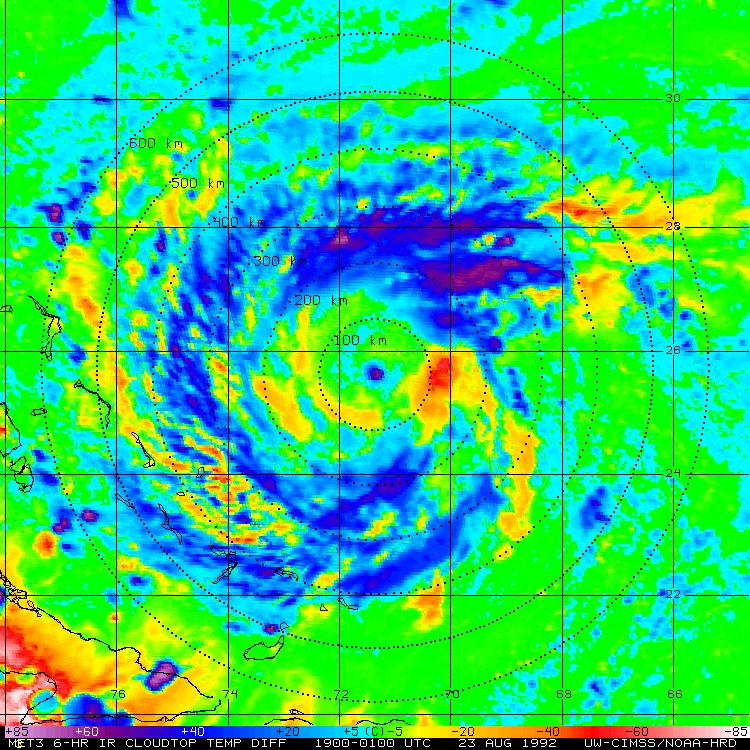 30
600 km
500 km
400 km
28
300 km
200 km
100 km
26
24
22
76 74 72 70 68 66
+85 +60 +40 +20 +5 (C) -5 -20 -40 -60 -85
MET3 6-HR IR CLOUDTOP TEMP DIFF 1900-0100 UTC 23 AUG 1992 UW-CIMSS±NOAA-HRD